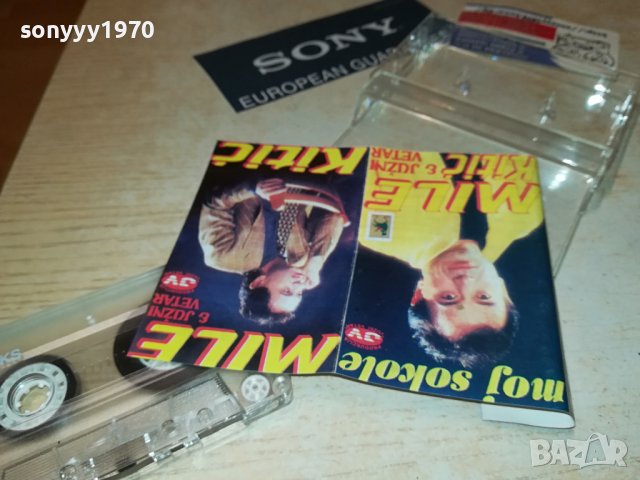 sonyyy1970
SONY
EUROPEAN GUA
MILE
Kitić
& JUŽNI
VETAR
moj sokole
MILE
Kitić
& JUŽNI
VETAR
BAZAR